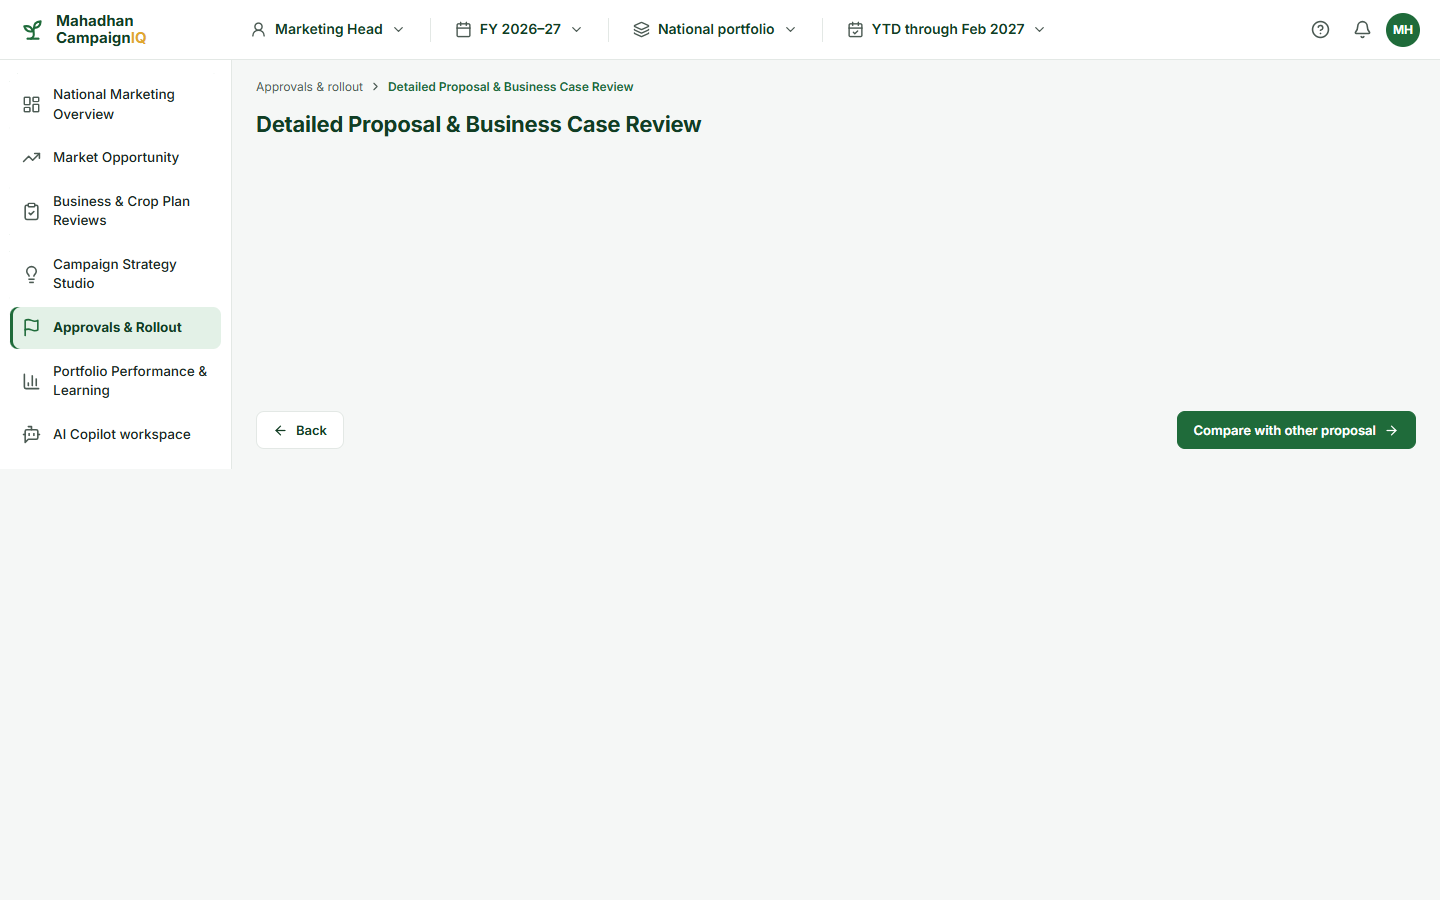 Mahadhan
CampaignIQ
Marketing Head
FY 2026–27
National portfolio
YTD through Feb 2027
MH
National Marketing
Overview
Market Opportunity
Business & Crop Plan
Reviews
Campaign Strategy
Studio
Approvals & Rollout
Portfolio Performance &
Learning
AI Copilot workspace
Approvals & rollout > Detailed Proposal & Business Case Review
Detailed Proposal & Business Case Review
Back
Compare with other proposal